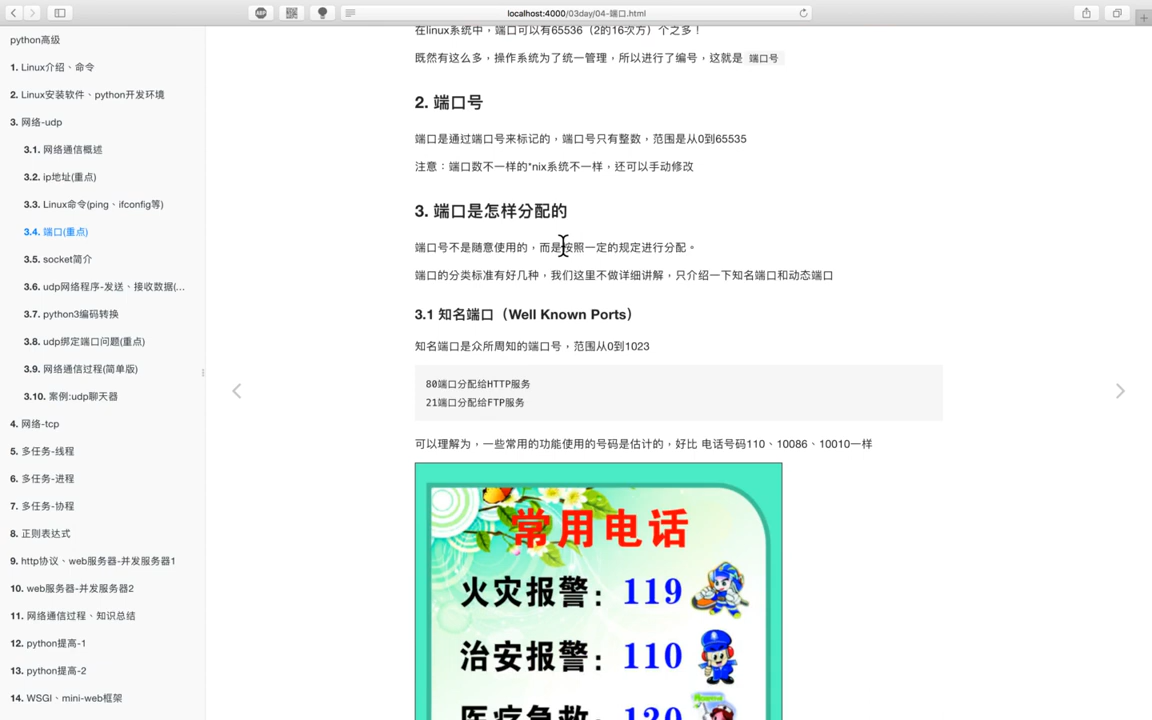 localhost:4000/03day/04-端口.html
ABP
python高级
1. Linux介绍、命令
2. Linux安装软件、python开发环境
3. 网络-udp
3.1. 网络通信概述
3.2. ip地址(重点)
3.3. Linux命令(ping、ifconfig等)
3.4. 端口(重点)
3.5. socket简介
3.6. udp网络程序-发送、接收数据(...
3.7. python3编码转换
3.8. udp绑定端口问题(重点)
3.9. 网络通信过程(简单版)
3.10. 案例:udp聊天器
4. 网络-tcp
5. 多任务-线程
6. 多任务-进程
7. 多任务-协程
8. 正则表达式
9. http协议、web服务器-并发服务器1
10. web服务器-并发服务器2
11. 网络通信过程、知识总结
12. python提高-1
13. python提高-2
14. WSGI、mini-web框架
在linux系统中，端口可以有65536（2的16次方）个之多！
既然有这么多，操作系统为了统一管理，所以进行了编号，这就是 端口号
2. 端口号
端口是通过端口号来标记的，端口号只有整数，范围是从0到65535
注意：端口数不一样的*nix系统不一样，还可以手动修改
3. 端口是怎样分配的
端口号不是随意使用的，而是按照一定的规定进行分配。
端口的分类标准有好几种，我们这里不做详细讲解，只介绍一下知名端口和动态端口
3.1 知名端口（Well Known Ports）
知名端口是众所周知的端口号，范围从0到1023
80端口分配给HTTP服务
21端口分配给FTP服务
可以理解为，一些常用的功能使用的号码是估计的，好比 电话号码110、10086、10010一样
常用电话
火灾报警：119
治安报警：110
医疗急救：120